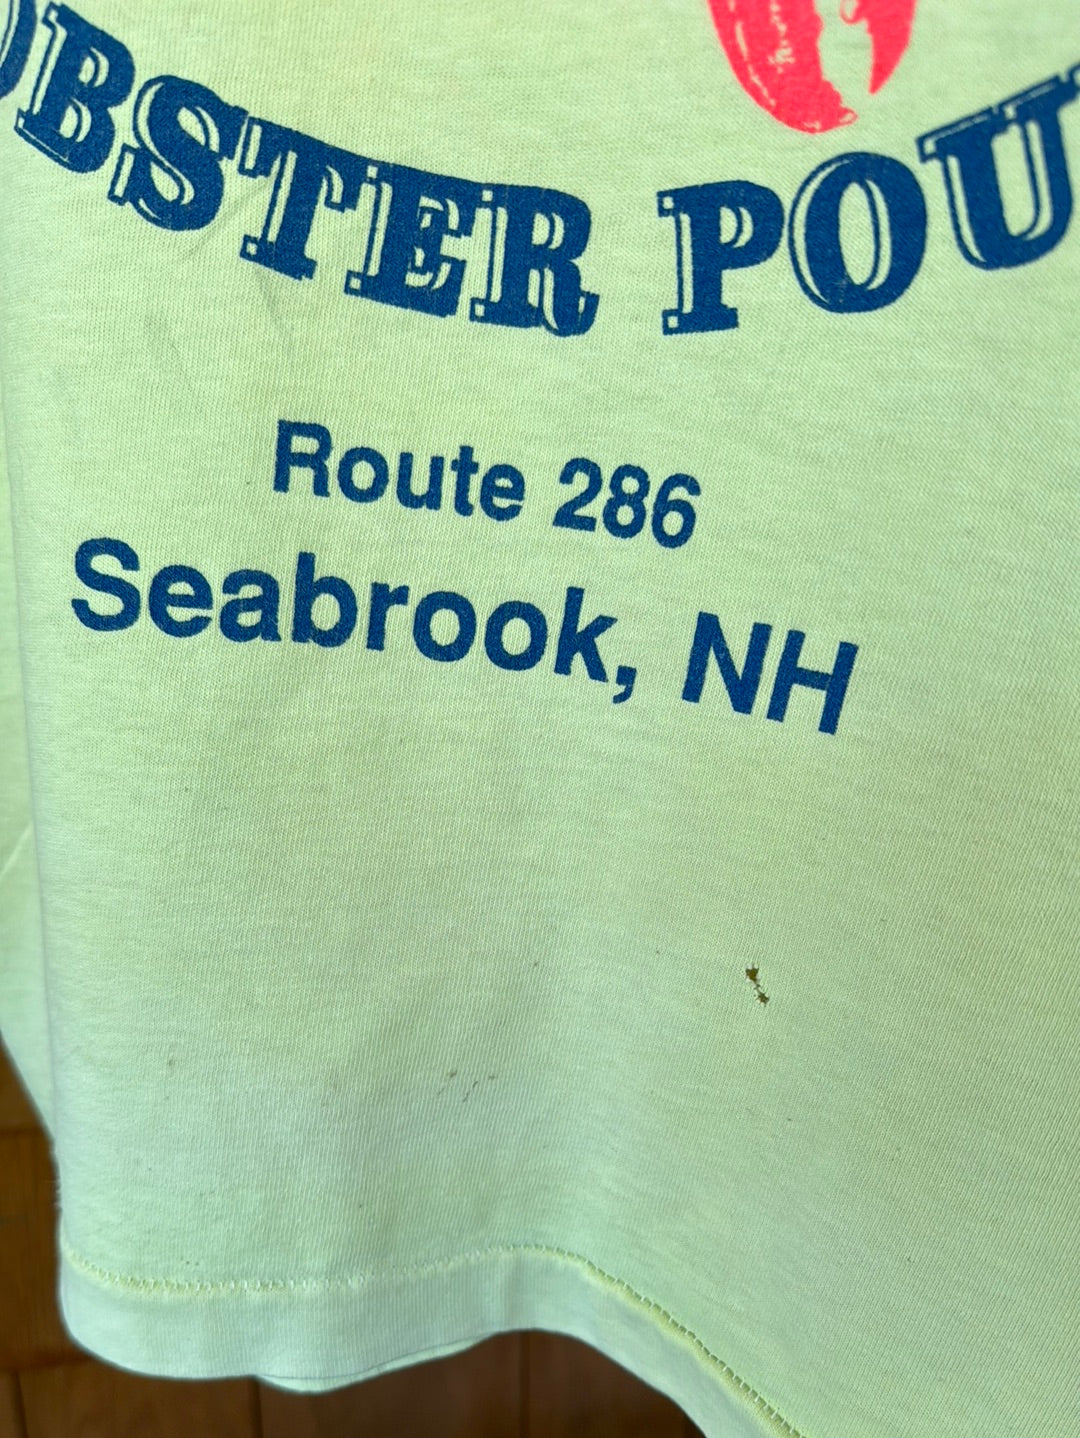 OBSTER POU
Route 286
Seabrook, NH